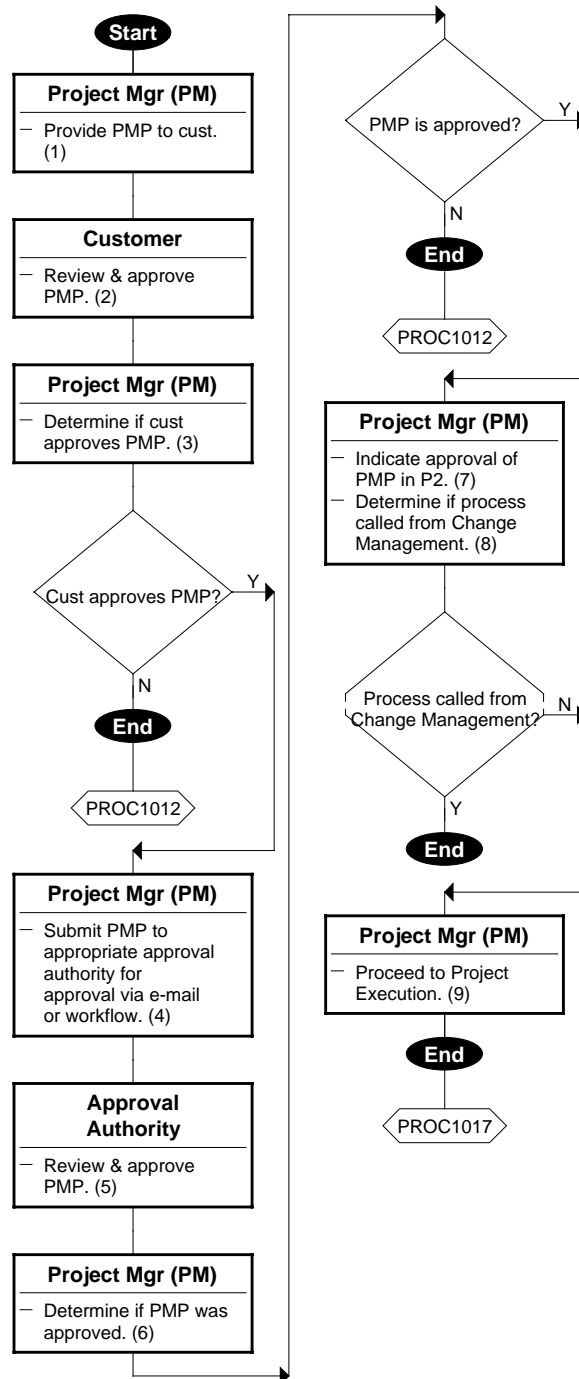 Start
Project Mgr (PM)
– Provide PMP to cust.
(1)
Customer
– Review & approve
PMP. (2)
Project Mgr (PM)
– Determine if cust
approves PMP. (3)
Cust approves PMP?
Y
N
End
PROC1012
Project Mgr (PM)
– Submit PMP to
appropriate approval
authority for
approval via e-mail
or workflow. (4)
Approval
Authority
– Review & approve
PMP. (5)
Project Mgr (PM)
– Determine if PMP was
approved. (6)
PMP is approved?
Y
N
End
PROC1012
Project Mgr (PM)
– Indicate approval of
PMP in P2. (7)
– Determine if process
called from Change
Management. (8)
Process called from
Change Management?
N
Y
End
Project Mgr (PM)
– Proceed to Project
Execution. (9)
End
PROC1017